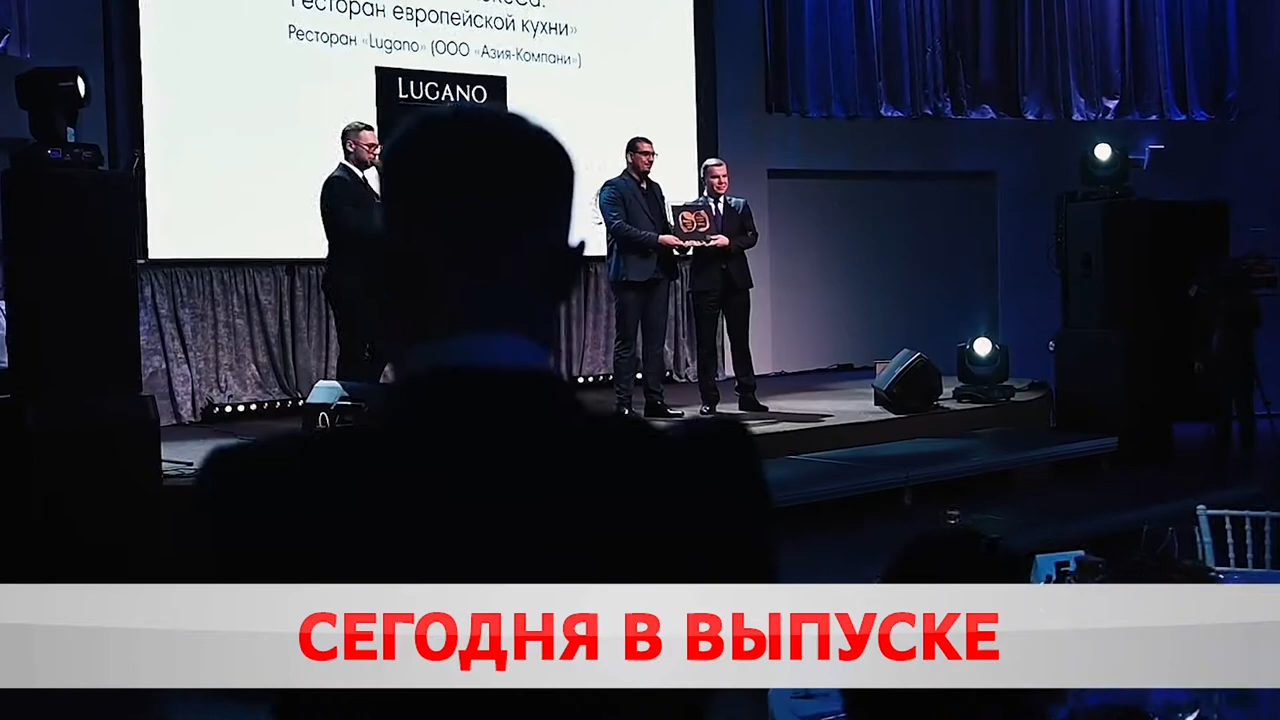 Ресторан европейской кухни»
Ресторан «Lugano» (ООО «Азия-Компани»)
LUGANO
СЕГОДНЯ В ВЫПУСКЕ